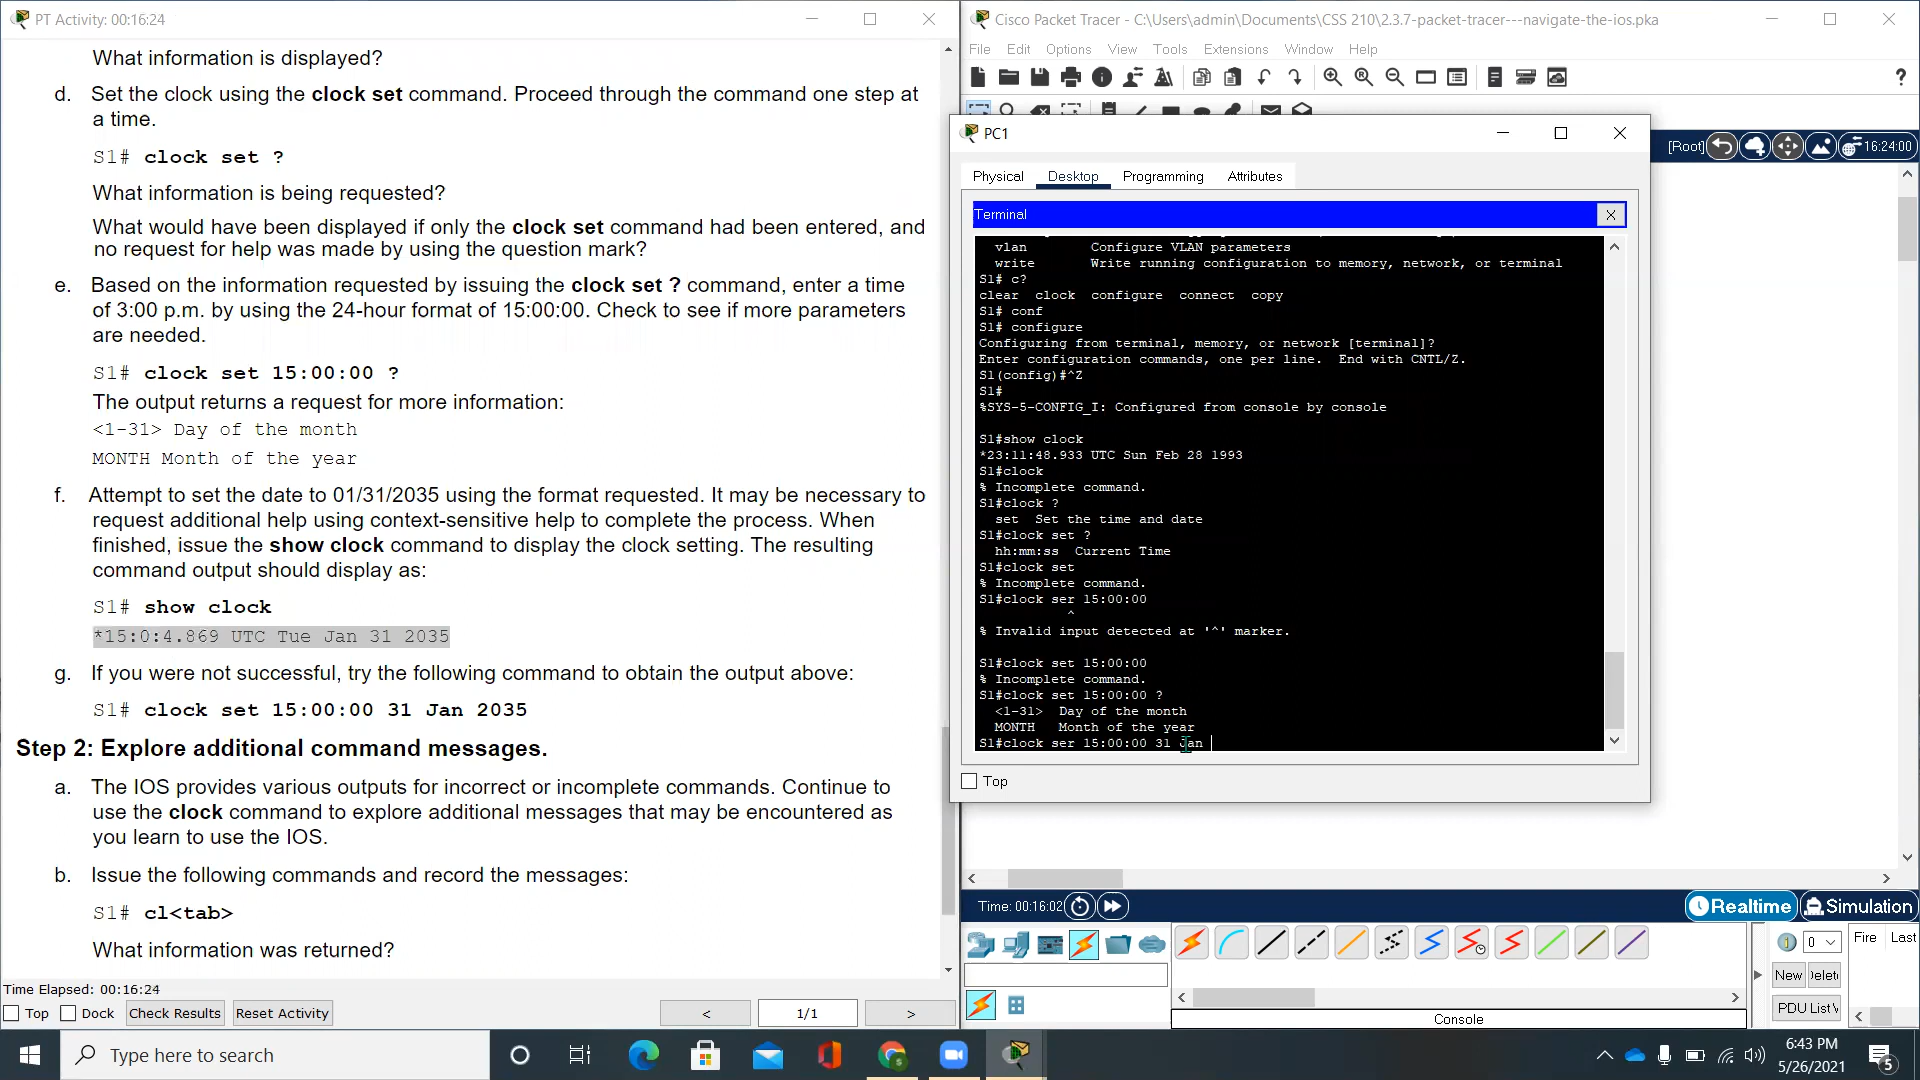 PT Activity: 00:16:24
What information is displayed?
d. Set the clock using the clock set command. Proceed through the command one step at
a time.
S1# clock set ?
What information is being requested?
What would have been displayed if only the clock set command had been entered, and
no request for help was made by using the question mark?
e. Based on the information requested by issuing the clock set ? command, enter a time
of 3:00 p.m. by using the 24-hour format of 15:00:00. Check to see if more parameters
are needed.
S1# clock set 15:00:00 ?
The output returns a request for more information:
<1-31> Day of the month
MONTH Month of the year
f. Attempt to set the date to 01/31/2035 using the format requested. It may be necessary to
request additional help using context-sensitive help to complete the process. When
finished, issue the show clock command to display the clock setting. The resulting
command output should display as:
S1# show clock
*15:0:4.869 UTC Tue Jan 31 2035
g. If you were not successful, try the following command to obtain the output above:
S1# clock set 15:00:00 31 Jan 2035
Step 2: Explore additional command messages.
a. The IOS provides various outputs for incorrect or incomplete commands. Continue to
use the clock command to explore additional messages that may be encountered as
you learn to use the IOS.
b. Issue the following commands and record the messages:
S1# cl<tab>
What information was returned?
Time Elapsed: 00:16:24
Top Dock Check Results Reset Activity < 1/1 >
Cisco Packet Tracer - C:\Users\admin\Documents\CSS 210\2.3.7-packet-tracer---navigate-the-ios.pka
File Edit Options View Tools Extensions Window Help
?
[Root] 16:24:00
PC1
Physical Desktop Programming Attributes
Terminal X
vlan Configure VLAN parameters
write Write running configuration to memory, network, or terminal
S1# c?
clear clock configure connect copy
S1# conf
S1# configure
Configuring from terminal, memory, or network [terminal]?
Enter configuration commands, one per line. End with CNTL/Z.
S1(config)#^Z
S1#
%SYS-5-CONFIG_I: Configured from console by console
S1#show clock
*23:11:48.933 UTC Sun Feb 28 1993
S1#clock
% Incomplete command.
S1#clock ?
set Set the time and date
S1#clock set ?
hh:mm:ss Current Time
S1#clock set
% Incomplete command.
S1#clock ser 15:00:00
^
% Invalid input detected at '^' marker.
S1#clock set 15:00:00
% Incomplete command.
S1#clock set 15:00:00 ?
<1-31> Day of the month
MONTH Month of the year
S1#clock ser 15:00:00 31 Jan
Top
Time: 00:16:02
Realtime Simulation
0 Fire Last
New Delete
PDU List
Console
Type here to search
6:43 PM
5/26/2021
5